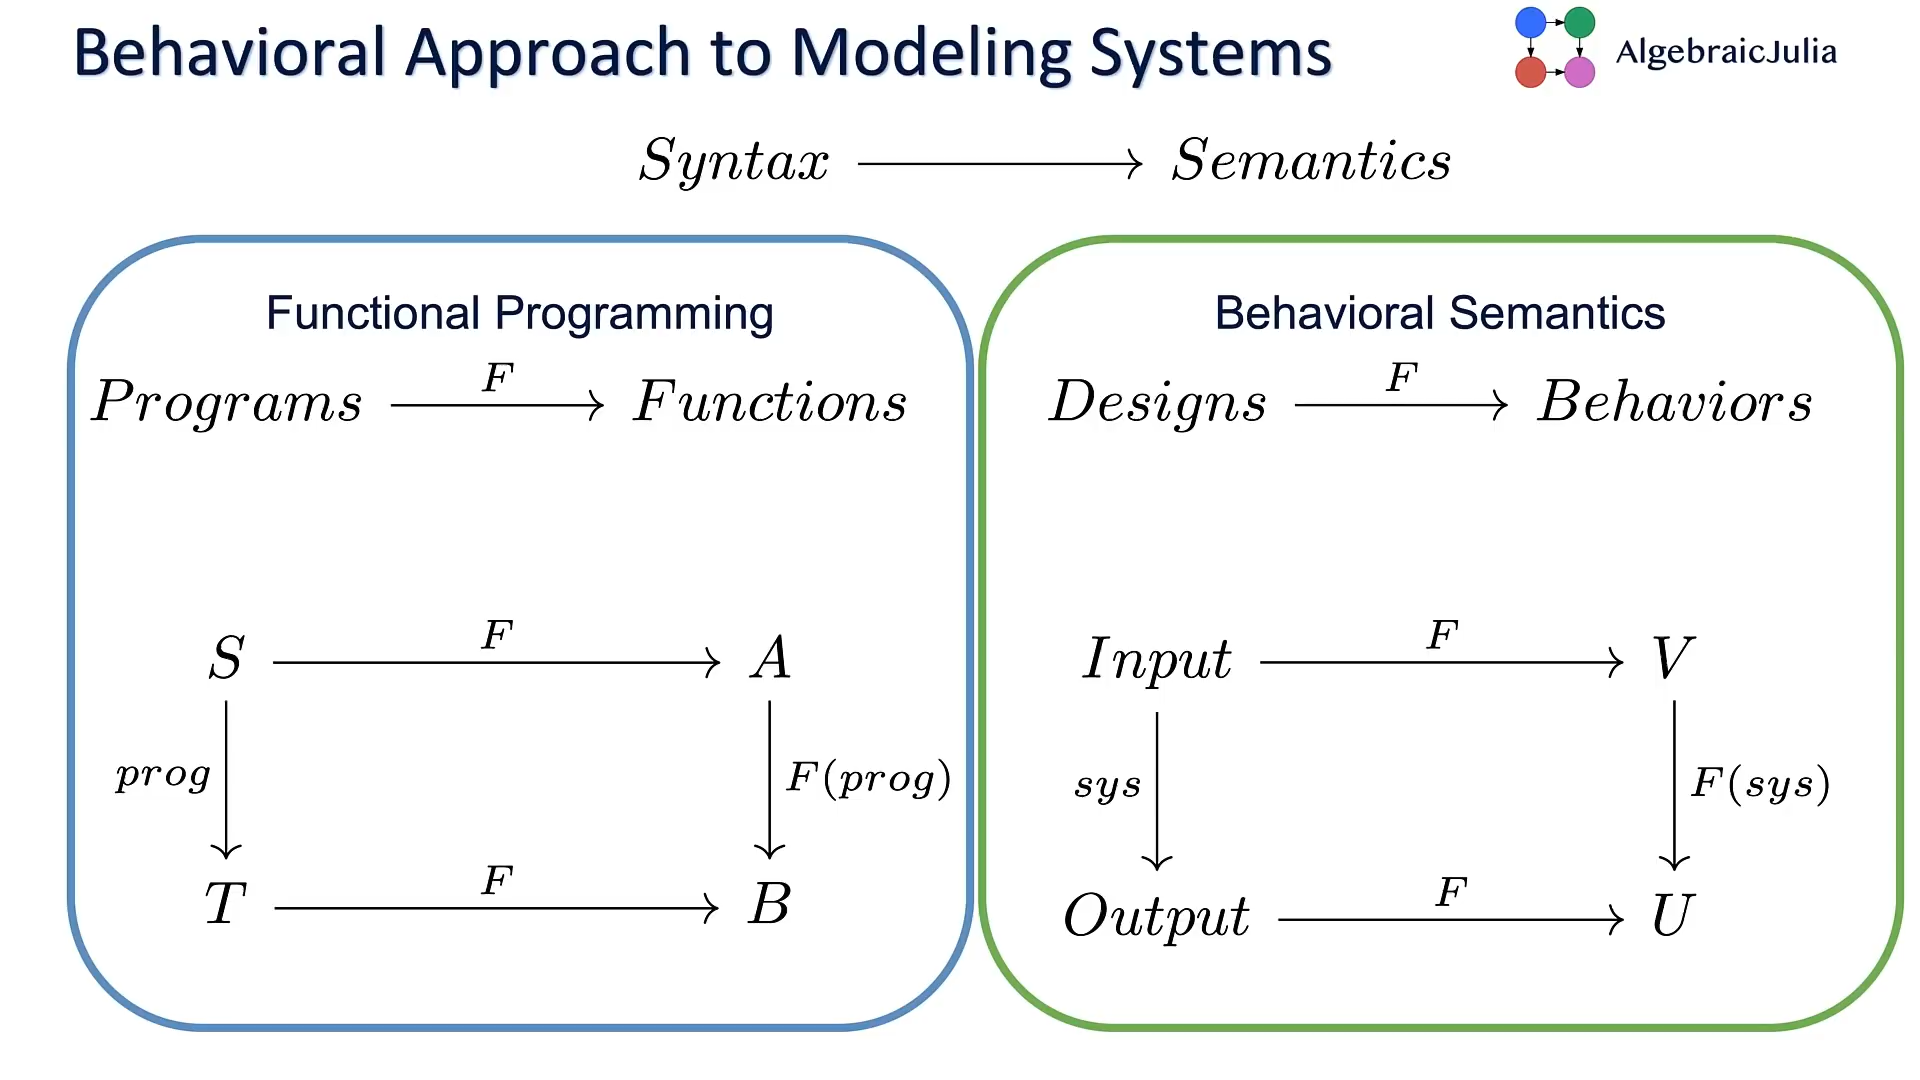 Behavioral Approach to Modeling Systems
AlgebraicJulia
Syntax Semantics
Functional Programming
Programs F Functions
S F A
prog F(prog)
T F B
Behavioral Semantics
Designs F Behaviors
Input F V
sys F(sys)
Output F U